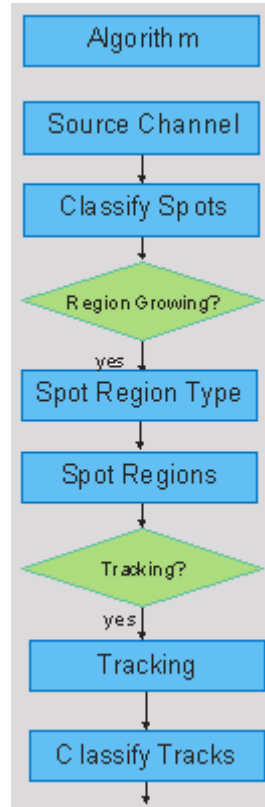 Algorithm
Source Channel
Classify Spots
Region Growing?
yes
Spot Region Type
Spot Regions
Tracking?
yes
Tracking
Classify Tracks